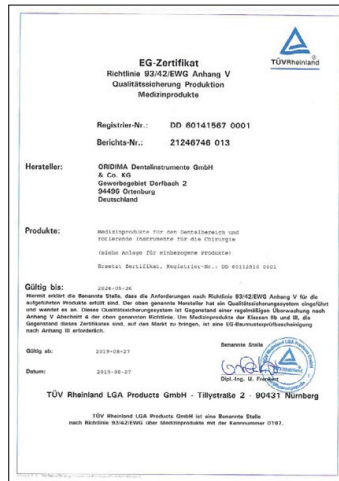 TÜVRheinland
EG-Zertifikat
Richtlinie 93/42/EWG Anhang V
Qualitätssicherung Produktion
Medizinprodukte
Registrier-Nr.: DD 60141567 0001
Berichts-Nr.: 21246746 013
Hersteller: ORIDIMA Dentalinstrumente GmbH
& Co. KG
Gewerbegebiet Dorfbach 2
94496 Ortenburg
Deutschland
Produkte: Medizinprodukte für den Dentalbereich und
rotierende Instrumente für die Chirurgie
(siehe Anlage für einbezogene Produkte)
Ersetzt Zertifikat, Registrier-Nr.: DD 60112516 0001
Gültig bis: 2024-05-26
Hiermit erklärt die Benannte Stelle, dass die Anforderungen nach Richtlinie 93/42/EWG Anhang V für die
aufgeführten Produkte erfüllt sind. Der oben genannte Hersteller hat ein Qualitätssicherungssystem eingeführt
und wendet es an. Dieses Qualitätssicherungssystem ist Gegenstand einer regelmäßigen Überwachung nach
Anhang V Abschnitt 4 der oben genannten Richtlinie. Um Medizinprodukte der Klassen IIb und III, die
Gegenstand dieses Zertifikates sind, auf den Markt zu bringen, ist eine EG-Baumusterprüfbescheinigung
nach Anhang III erforderlich.
Benannte Stelle
Gültig ab: 2019-08-27
Datum: 2019-08-27
Dipl.-Ing. U.
TÜV Rheinland LGA Products GmbH - Tillystraße 2 - 90431 Nürnberg
TÜV Rheinland LGA Products GmbH ist eine Benannte Stelle
nach Richtlinie 93/42/EWG über Medizinprodukte mit der Kennnummer 0197.